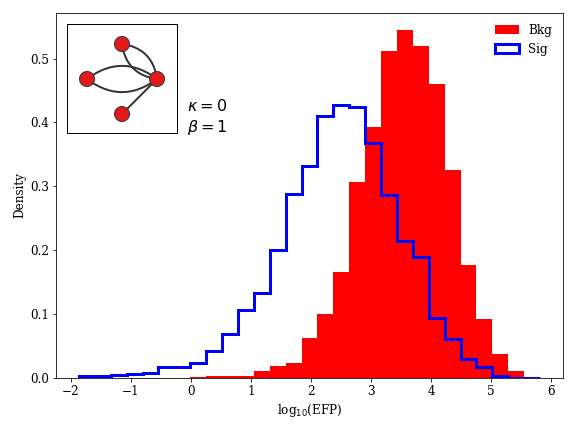 Bkg
Sig
κ = 0
β = 1
Density
0.5
0.4
0.3
0.2
0.1
0.0
−2 −1 0 1 2 3 4 5 6
log₁₀(EFP)